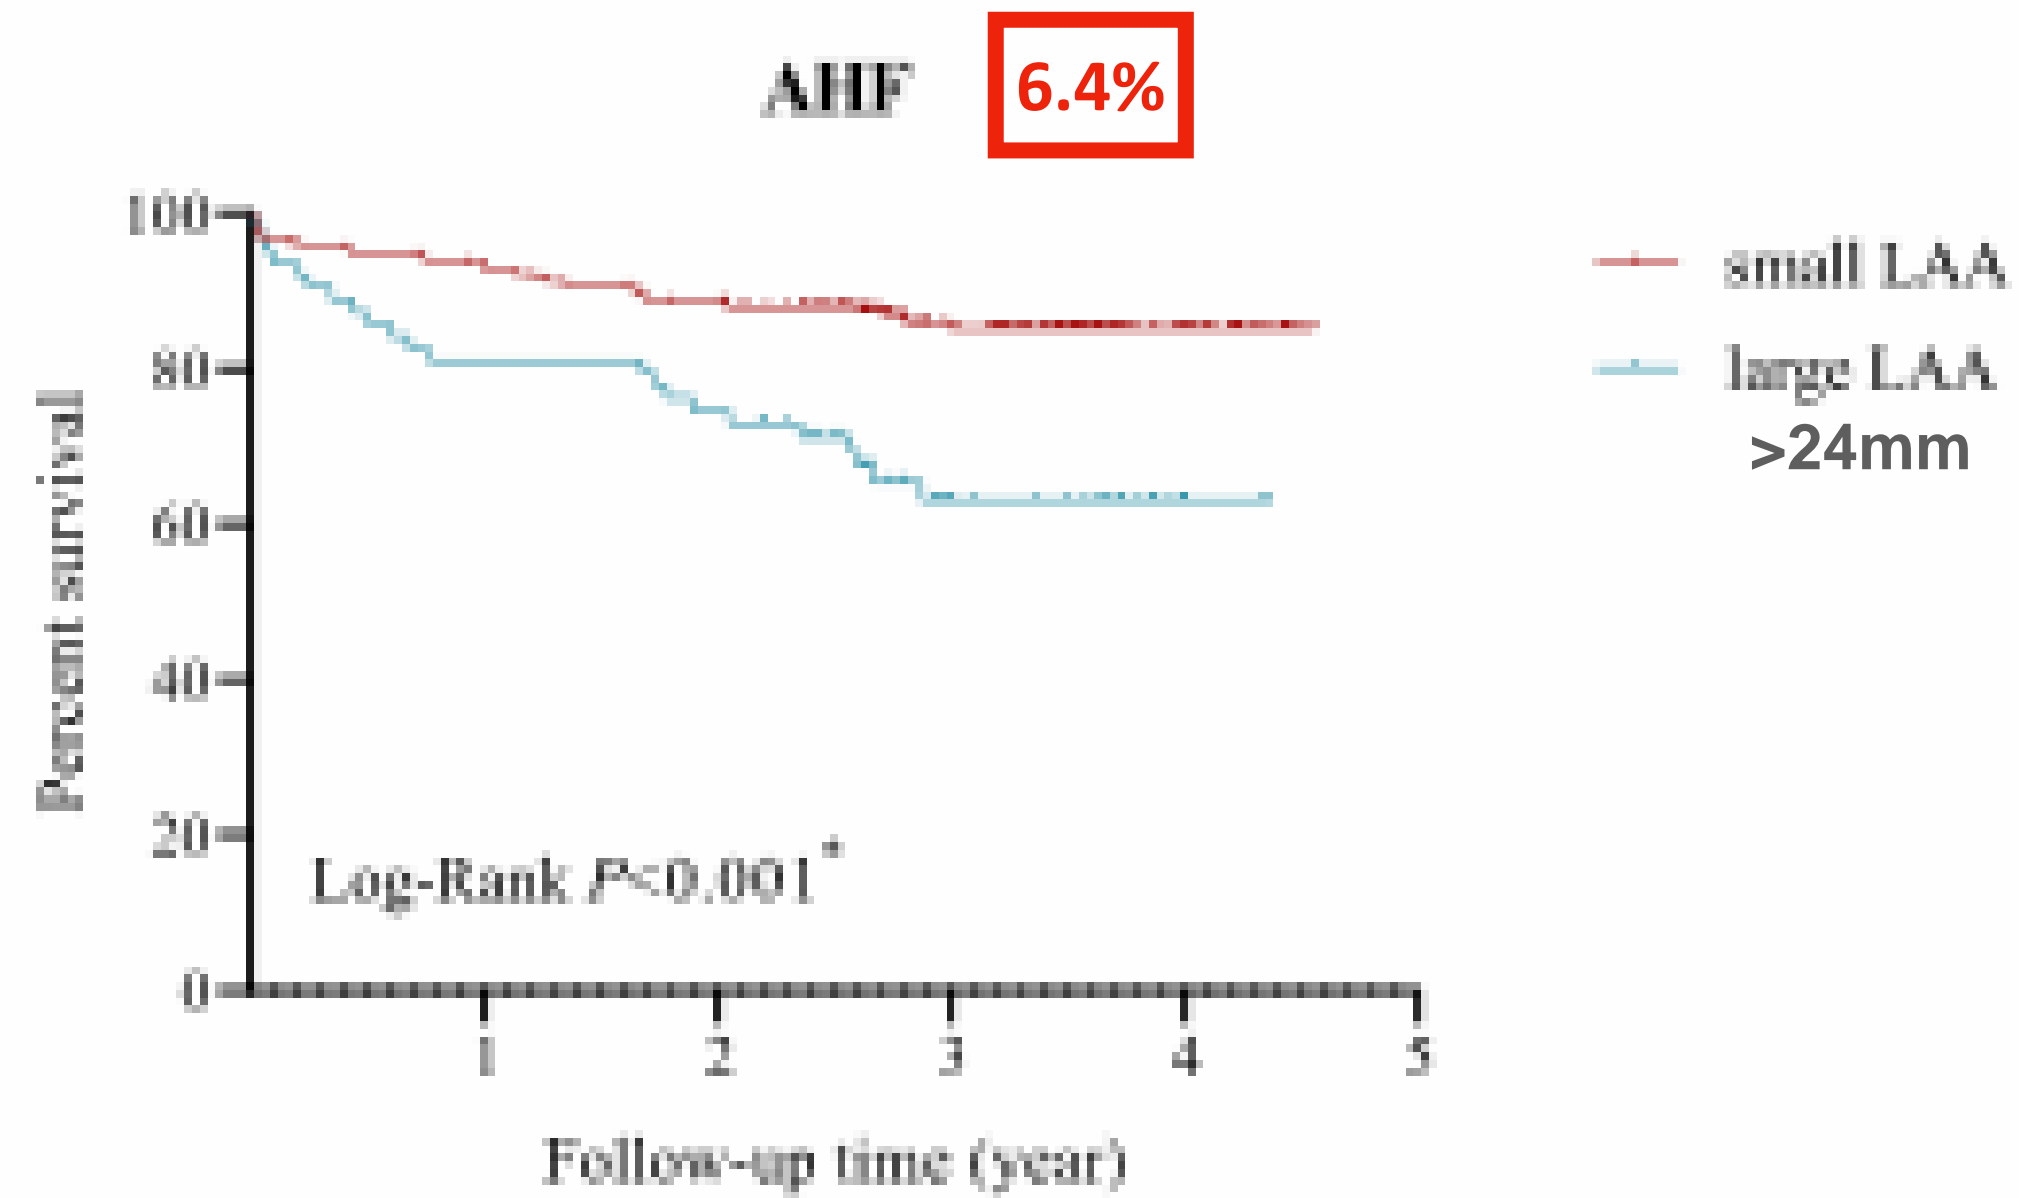 AHF 6.4%
100
80
60
40
20
0
Percent survival
small LAA
large LAA
>24mm
Log-Rank P<0.001*
1 2 3 4 5
Follow-up time (year)